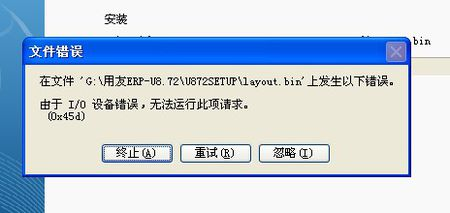 安装
bin
文件错误
在文件 'G:\用友ERP-U8.72\U872SETUP\layout.bin'上发生以下错误。
由于 I/O 设备错误，无法运行此项请求。
(0x45d)
终止(A) 重试(R) 忽略(I)